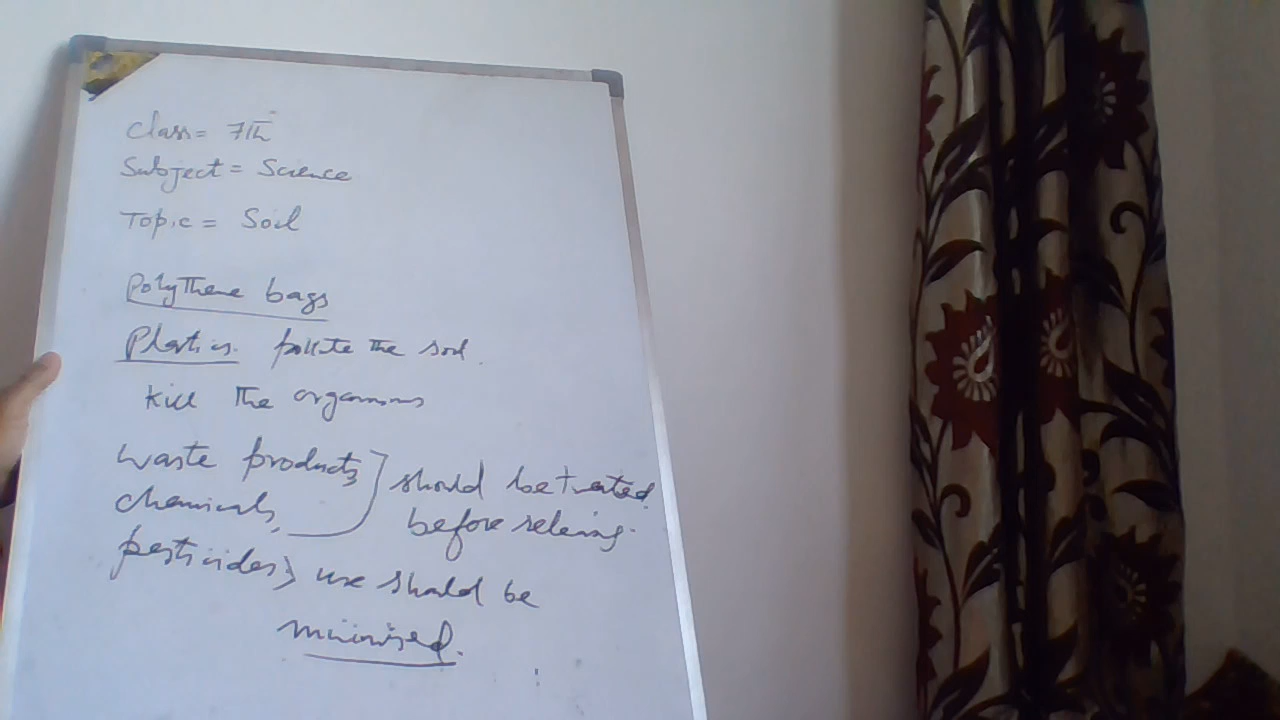 Class = 7th
Subject = Science
Topic = Soil
Polythene bags
Plastics. pollute the soil.
Kill the organisms
waste products } should be treated
chemicals, before releasing.
pesticides } use should be
minimised.